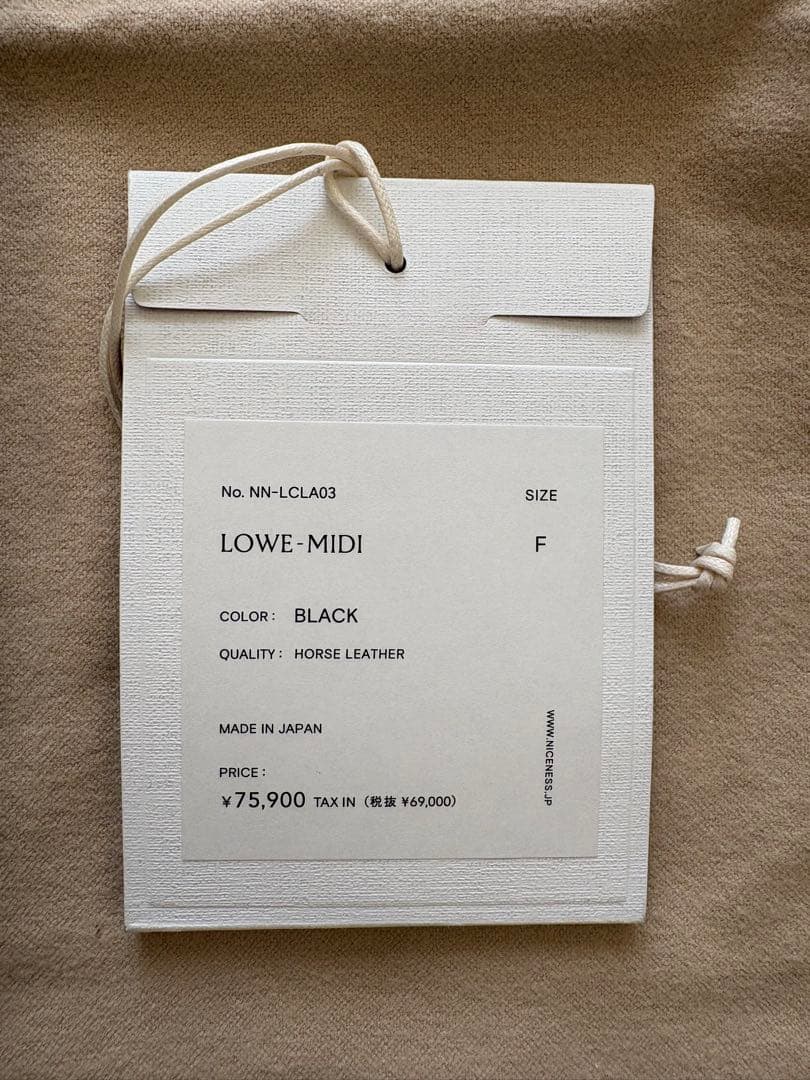 No. NN-LCLA03
SIZE
LOWE-MIDI
F
COLOR : BLACK
QUALITY : HORSE LEATHER
MADE IN JAPAN
PRICE :
¥75,900 TAX IN (税抜 ¥69,000)
WWW.NICENESS.JP